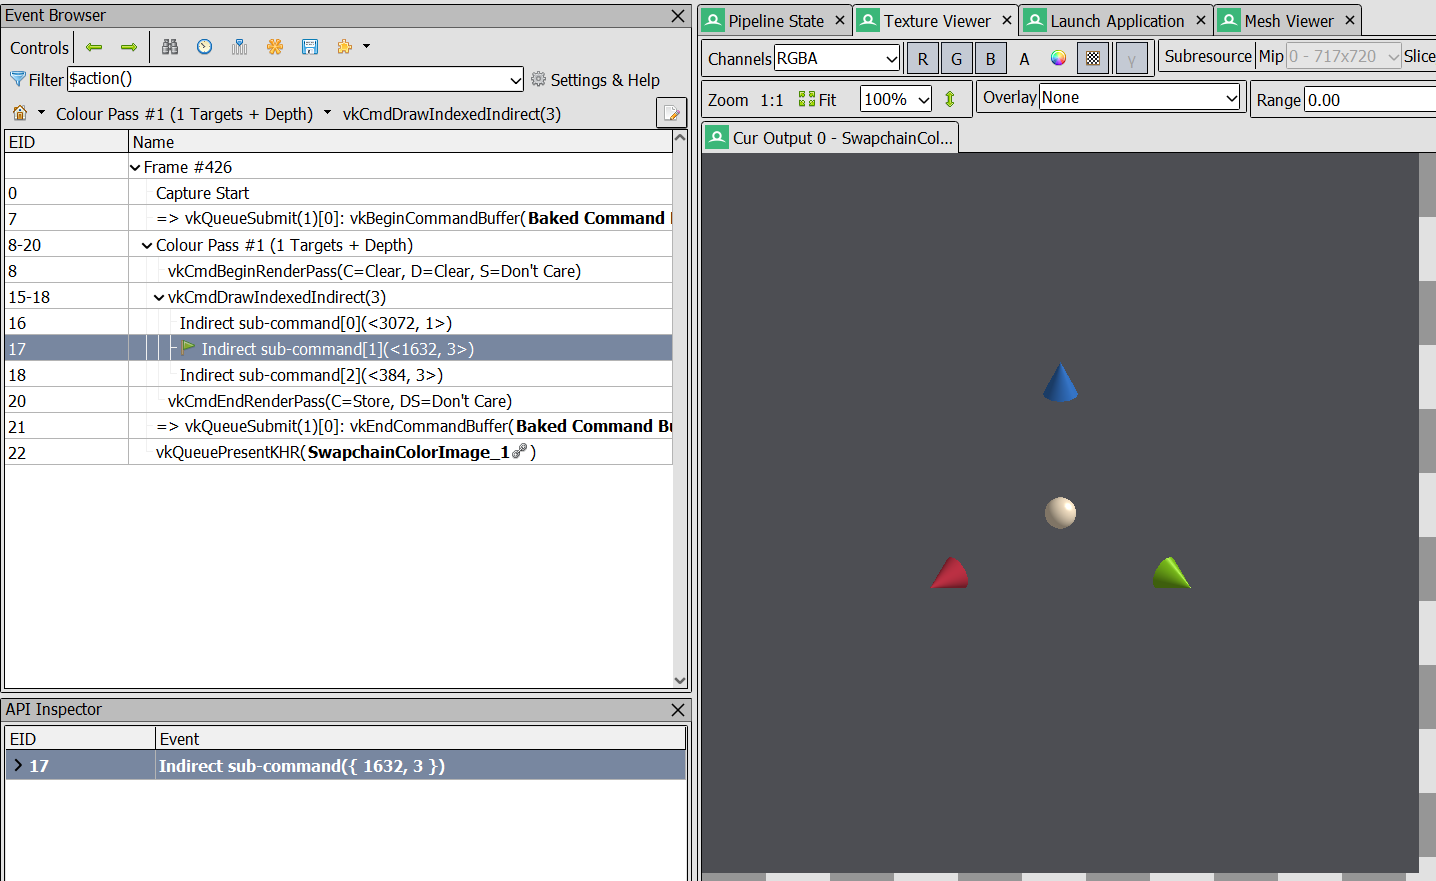 Event Browser
Controls
Filter $action() Settings & Help
Colour Pass #1 (1 Targets + Depth) vkCmdDrawIndexedIndirect(3)
EID Name
Frame #426
0 Capture Start
7 => vkQueueSubmit(1)[0]: vkBeginCommandBuffer(Baked Command
8-20 Colour Pass #1 (1 Targets + Depth)
8 vkCmdBeginRenderPass(C=Clear, D=Clear, S=Don't Care)
15-18 vkCmdDrawIndexedIndirect(3)
16 Indirect sub-command[0](<3072, 1>)
17 Indirect sub-command[1](<1632, 3>)
18 Indirect sub-command[2](<384, 3>)
20 vkCmdEndRenderPass(C=Store, DS=Don't Care)
21 => vkQueueSubmit(1)[0]: vkEndCommandBuffer(Baked Command Bu
22 vkQueuePresentKHR(SwapchainColorImage_1)
API Inspector
EID Event
17 Indirect sub-command({ 1632, 3 })
Pipeline State Texture Viewer Launch Application Mesh Viewer
Channels RGBA R G B A γ Subresource Mip 0 - 717x720 Slice
Zoom 1:1 Fit 100% Overlay None Range 0.00
Cur Output 0 - SwapchainCol...